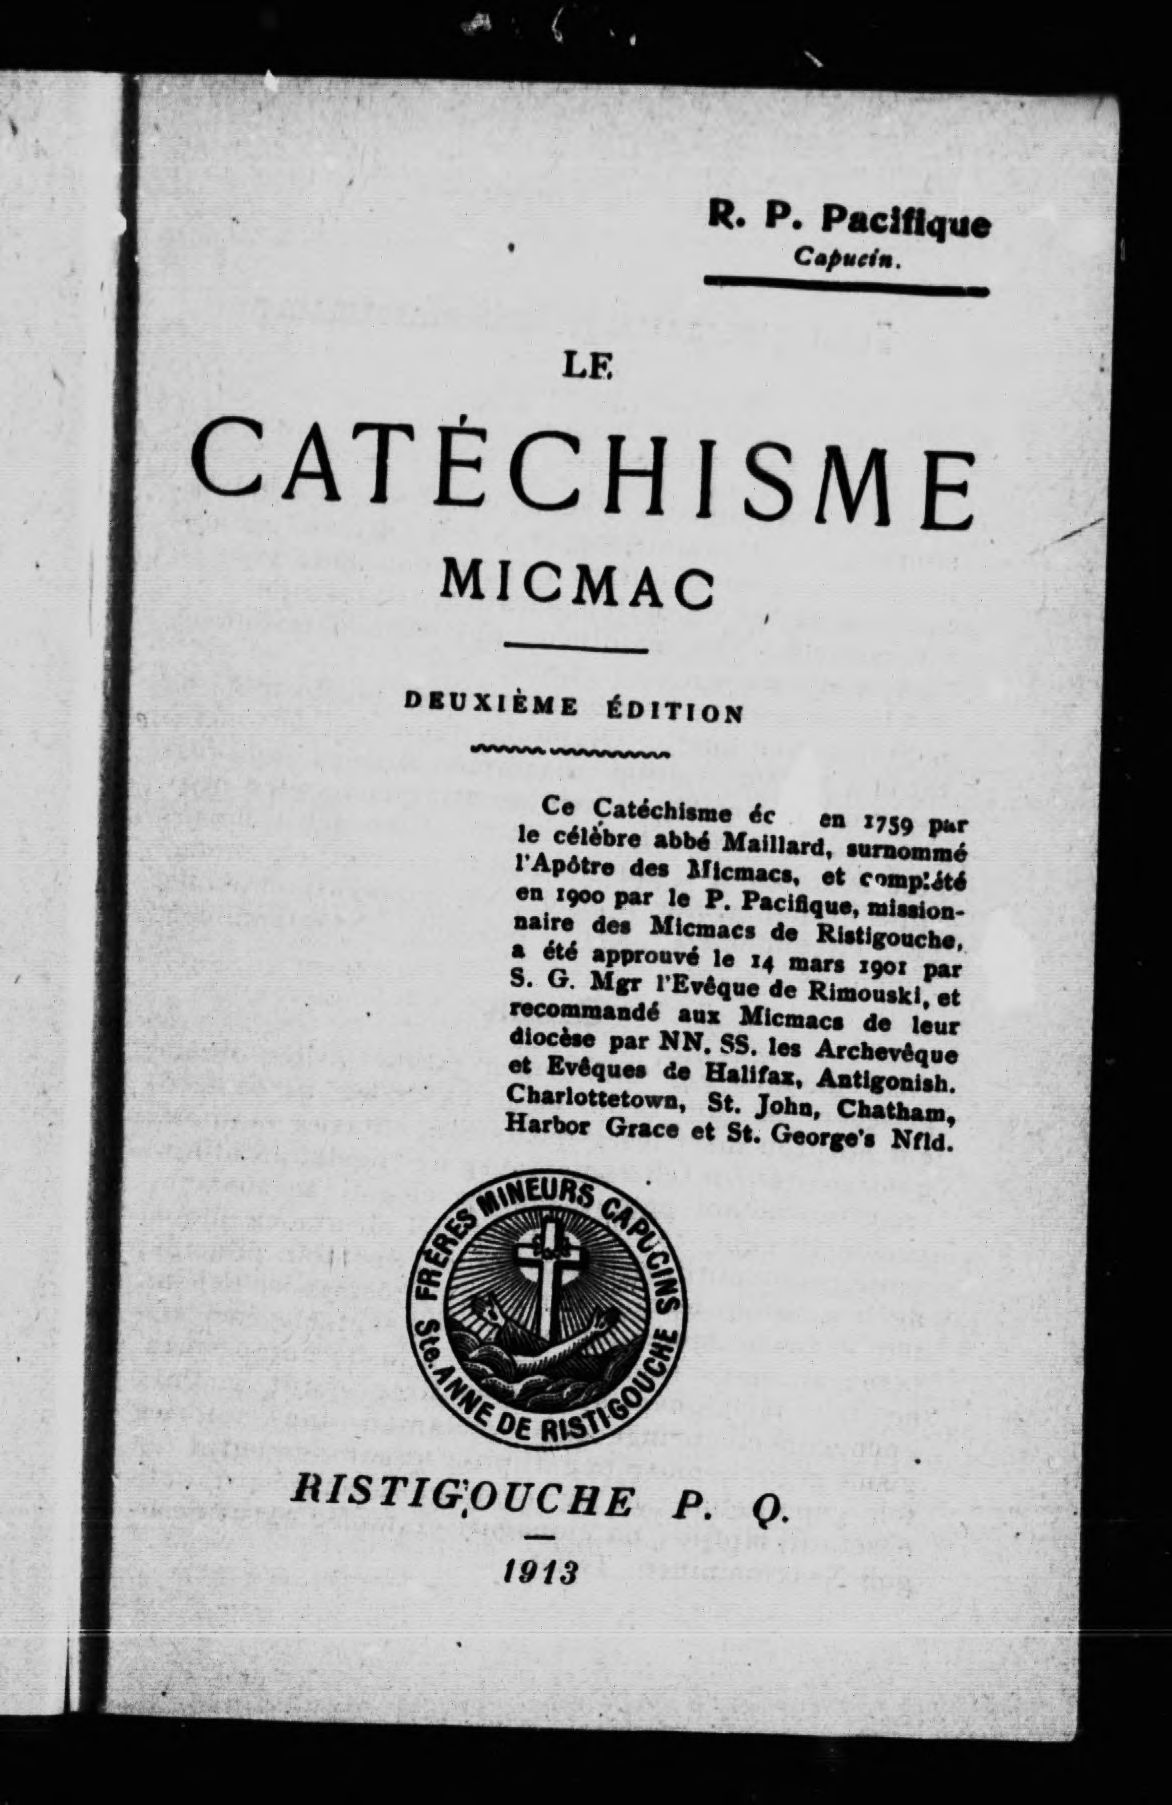 R. P. Pacifique
Capucin.
LE
CATÉCHISME
MICMAC
DEUXIÈME ÉDITION
Ce Catéchisme éc en 1759 par
le célèbre abbé Maillard, surnommé
l'Apôtre des Micmacs, et complété
en 1900 par le P. Pacifique, mission-
naire des Micmacs de Ristigouche,
a été approuvé le 14 mars 1901 par
S. G. Mgr l'Evêque de Rimouski, et
recommandé aux Micmacs de leur
diocèse par NN. SS. les Archevêque
et Evêques de Halifax, Antigonish.
Charlottetown, St. John, Chatham,
Harbor Grace et St. George's Nfld.
FRÈRES MINEURS CAPUCINS
Ste. ANNE DE RISTIGOUCHE
RISTIGOUCHE P. Q.
1913